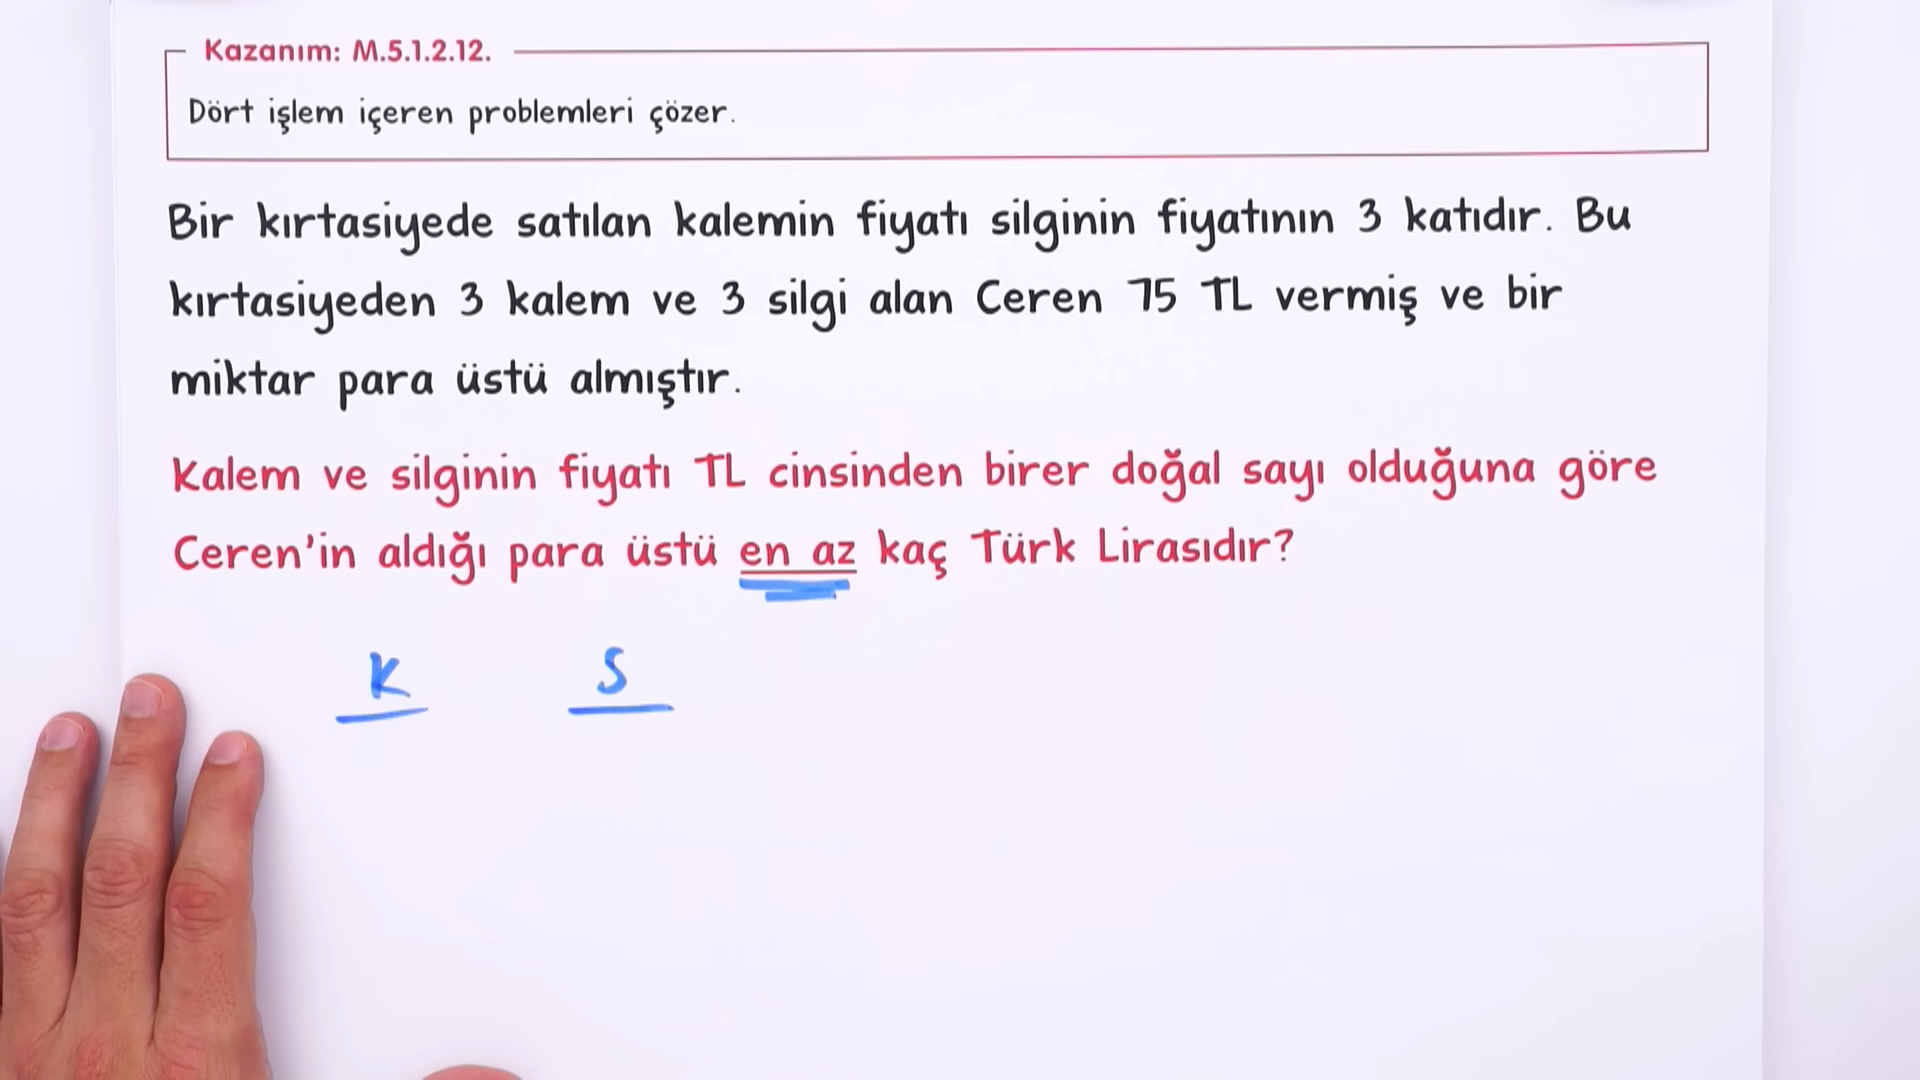 Kazanım: M.5.1.2.12.
Dört işlem içeren problemleri çözer.
Bir kırtasiyede satılan kalemin fiyatı silginin fiyatının 3 katıdır. Bu
kırtasiyeden 3 kalem ve 3 silgi alan Ceren 75 TL vermiş ve bir
miktar para üstü almıştır.
Kalem ve silginin fiyatı TL cinsinden birer doğal sayı olduğuna göre
Ceren'in aldığı para üstü en az kaç Türk Lirasıdır?
K S